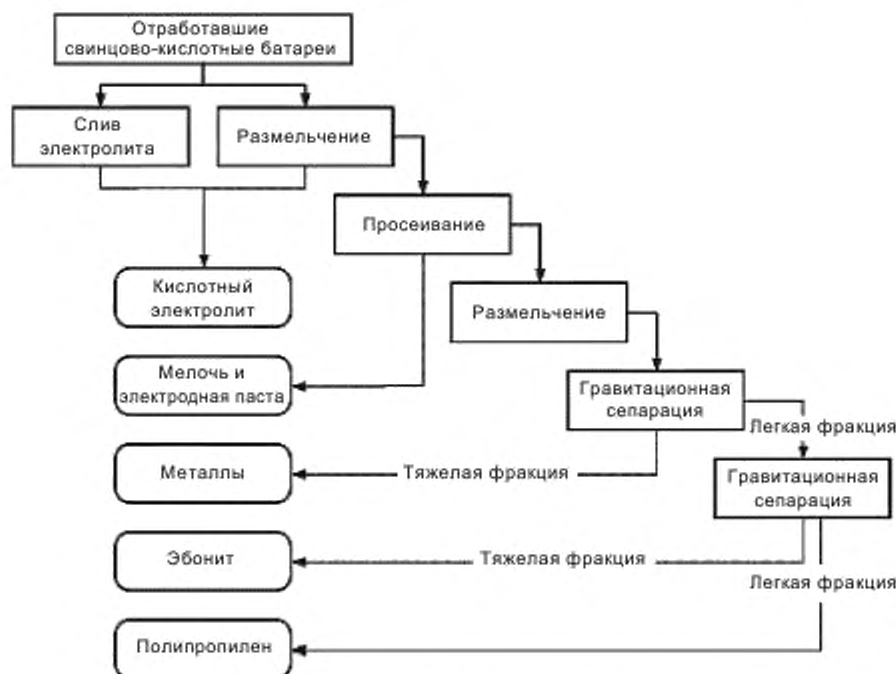 Отработавшие
свинцово-кислотные батареи
Слив
электролита
Размельчение
Просеивание
Кислотный
электролит
Размельчение
Мелочь и
электродная паста
Гравитационная
сепарация
Легкая фракция
Металлы
Тяжелая фракция
Гравитационная
сепарация
Эбонит
Тяжелая фракция
Легкая фракция
Полипропилен